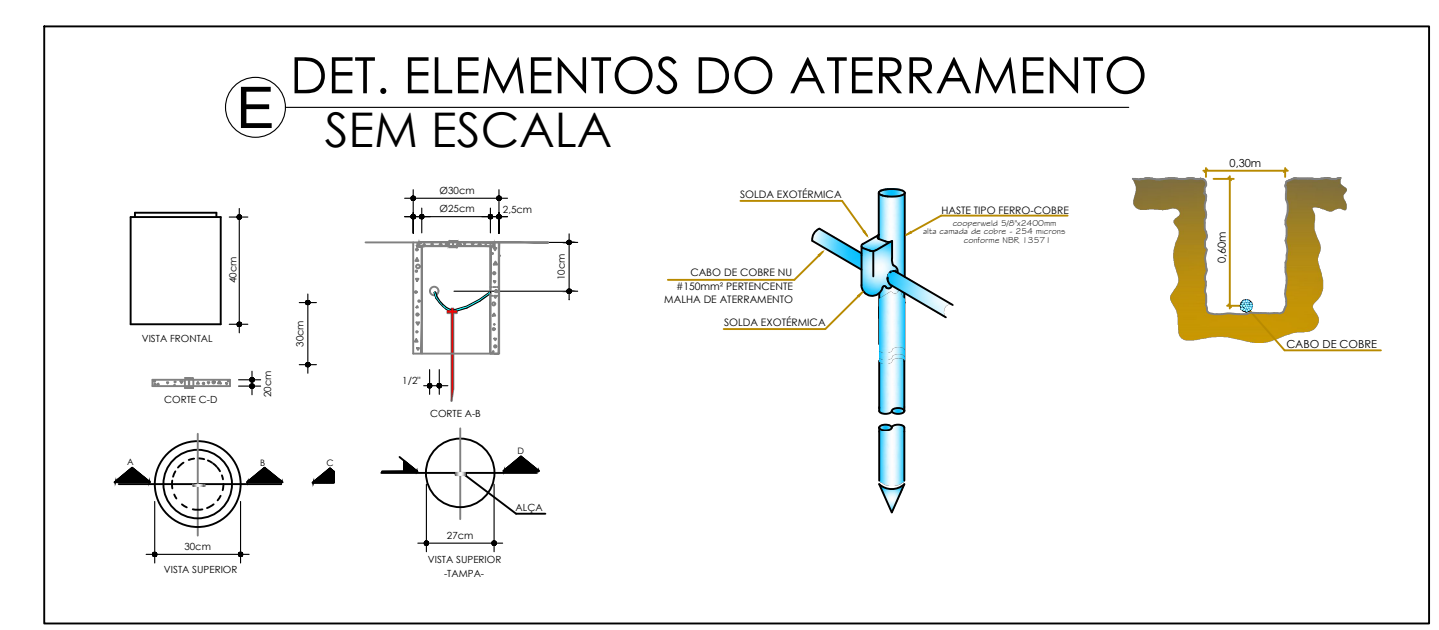 E
DET. ELEMENTOS DO ATERRAMENTO
SEM ESCALA
40cm
VISTA FRONTAL
20cm
CORTE C-D
A
B
C
30cm
VISTA SUPERIOR
Ø30cm
Ø25cm
2,5cm
10cm
30cm
1/2"
CORTE A-B
D
ALÇA
27cm
VISTA SUPERIOR
-TAMPA-
SOLDA EXOTÉRMICA
HASTE TIPO FERRO-COBRE
cooperweld 5/8"x2400mm
alta camada de cobre - 254 microns
conforme NBR 13571
CABO DE COBRE NU
#150mm² PERTENCENTE
MALHA DE ATERRAMENTO
SOLDA EXOTÉRMICA
0,30m
0,60m
CABO DE COBRE